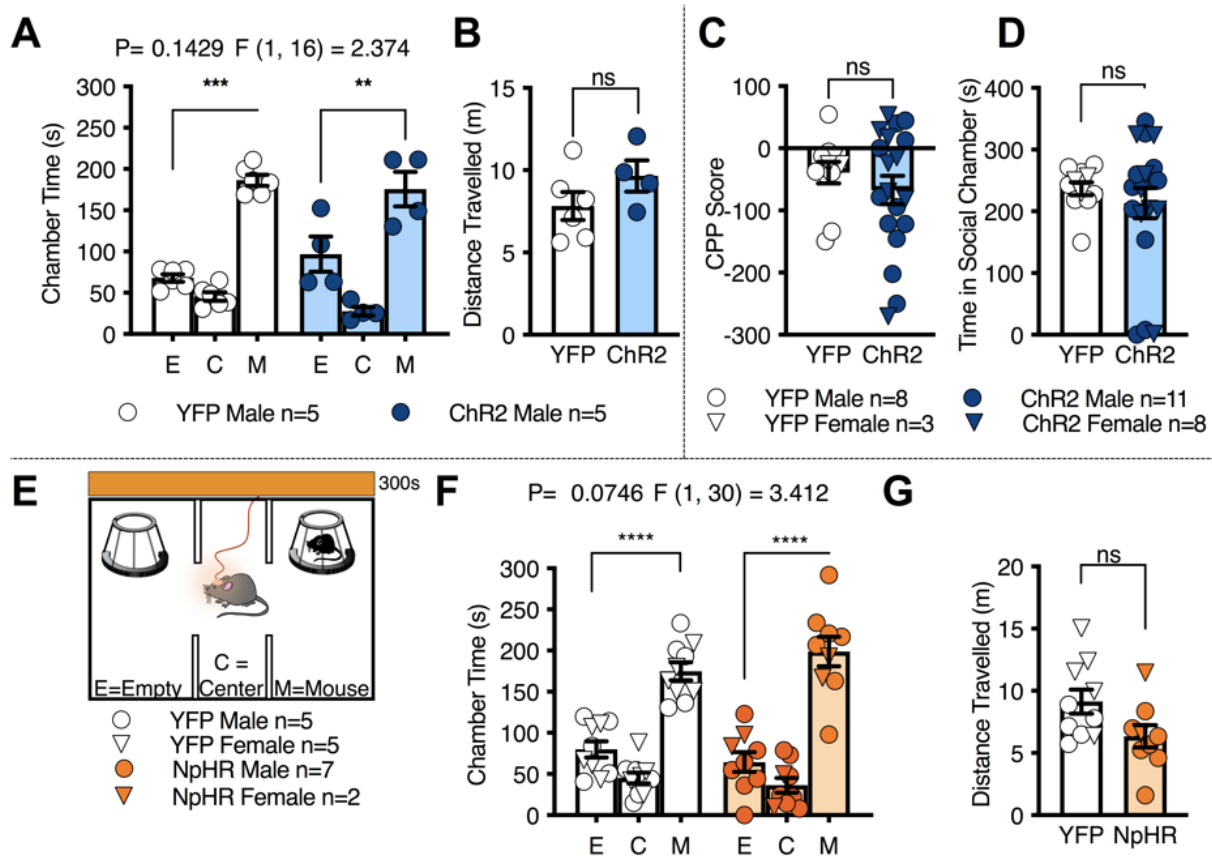 A
P= 0.1429 F (1, 16) = 2.374
Chamber Time (s)
300
250
200
150
100
50
0
***
**
E C M E C M
B
Distance Travelled (m)
15
10
5
0
ns
YFP ChR2
YFP Male n=5
ChR2 Male n=5
C
CPP Score
100
0
-100
-200
-300
ns
YFP ChR2
D
Time in Social Chamber (s)
400
300
200
100
0
ns
YFP ChR2
YFP Male n=8
YFP Female n=3
ChR2 Male n=11
ChR2 Female n=8
E
300s
C =
E=Empty Center M=Mouse
YFP Male n=5
YFP Female n=5
NpHR Male n=7
NpHR Female n=2
F
P= 0.0746 F (1, 30) = 3.412
Chamber Time (s)
300
250
200
150
100
50
0
****
****
E C M E C M
G
Distance Travelled (m)
20
15
10
5
0
ns
YFP NpHR